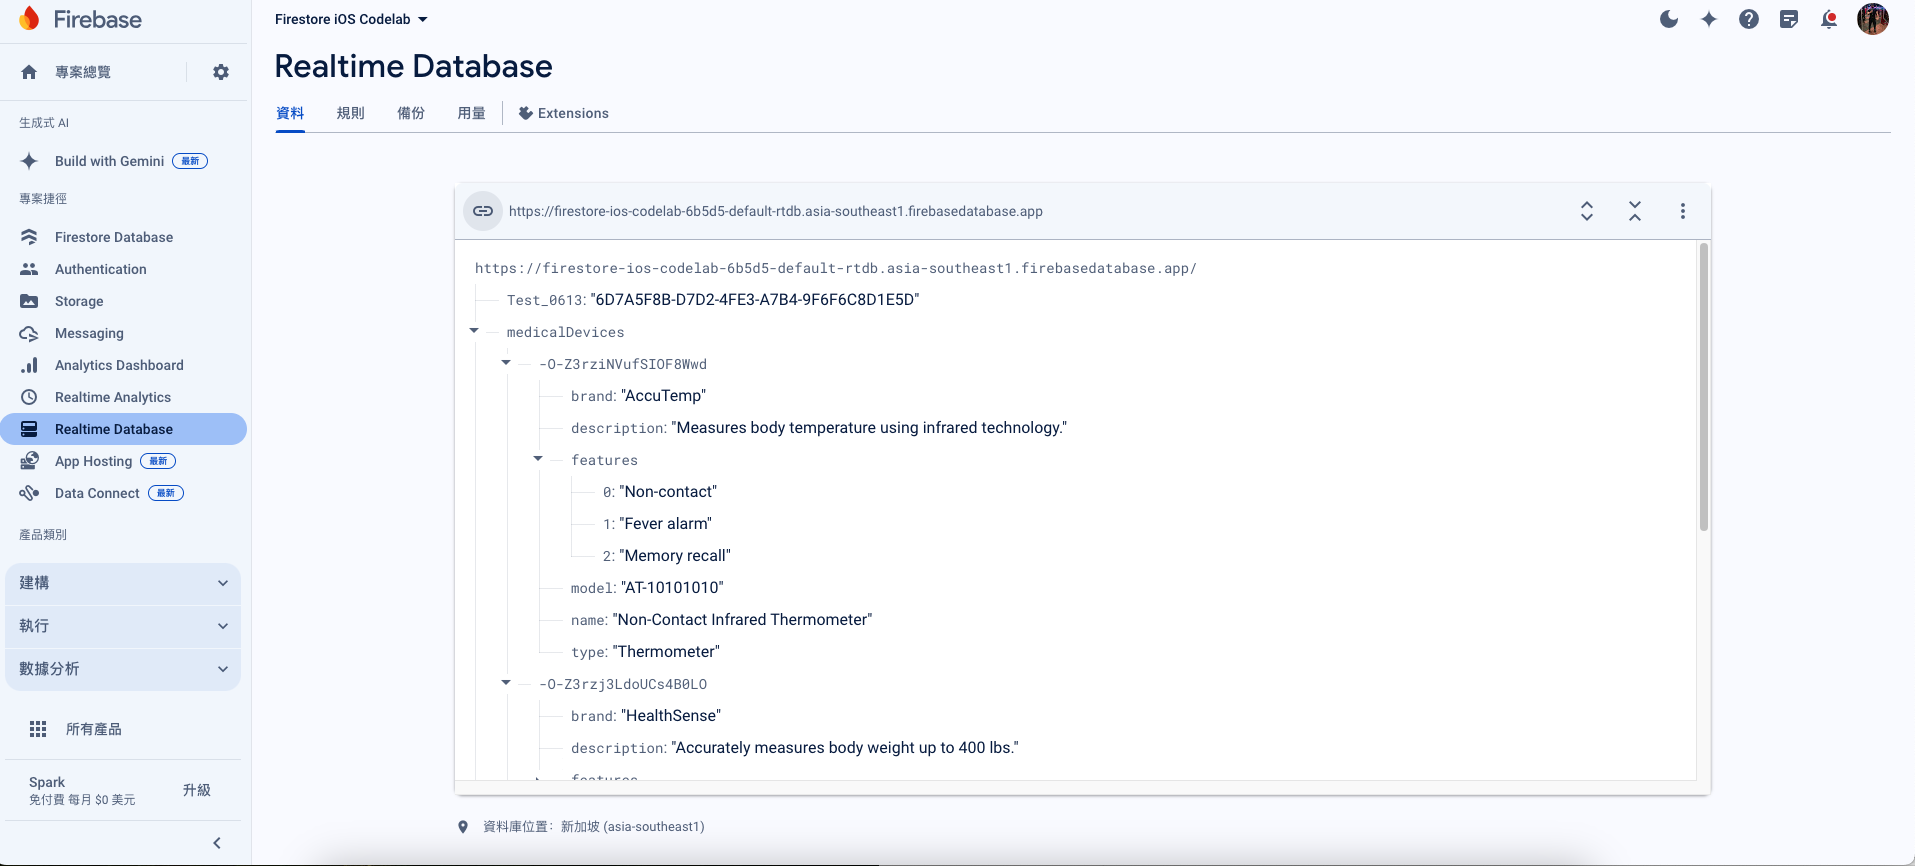 Firebase
專案總覽
生成式 AI
Build with Gemini 最新
專案捷徑
Firestore Database
Authentication
Storage
Messaging
Analytics Dashboard
Realtime Analytics
Realtime Database
App Hosting 最新
Data Connect 最新
產品類別
建構
執行
數據分析
所有產品
Spark
免付費 每月 $0 美元
升級
Firestore iOS Codelab
Realtime Database
資料 規則 備份 用量 Extensions
https://firestore-ios-codelab-6b5d5-default-rtdb.asia-southeast1.firebasedatabase.app
https://firestore-ios-codelab-6b5d5-default-rtdb.asia-southeast1.firebasedatabase.app/
Test_0613: "6D7A5F8B-D7D2-4FE3-A7B4-9F6F6C8D1E5D"
medicalDevices
-O-Z3rziNVufSIOF8Wwd
brand: "AccuTemp"
description: "Measures body temperature using infrared technology."
features
0: "Non-contact"
1: "Fever alarm"
2: "Memory recall"
model: "AT-10101010"
name: "Non-Contact Infrared Thermometer"
type: "Thermometer"
-O-Z3rzj3LdoUCs4B0LO
brand: "HealthSense"
description: "Accurately measures body weight up to 400 lbs."
features
資料庫位置：新加坡 (asia-southeast1)